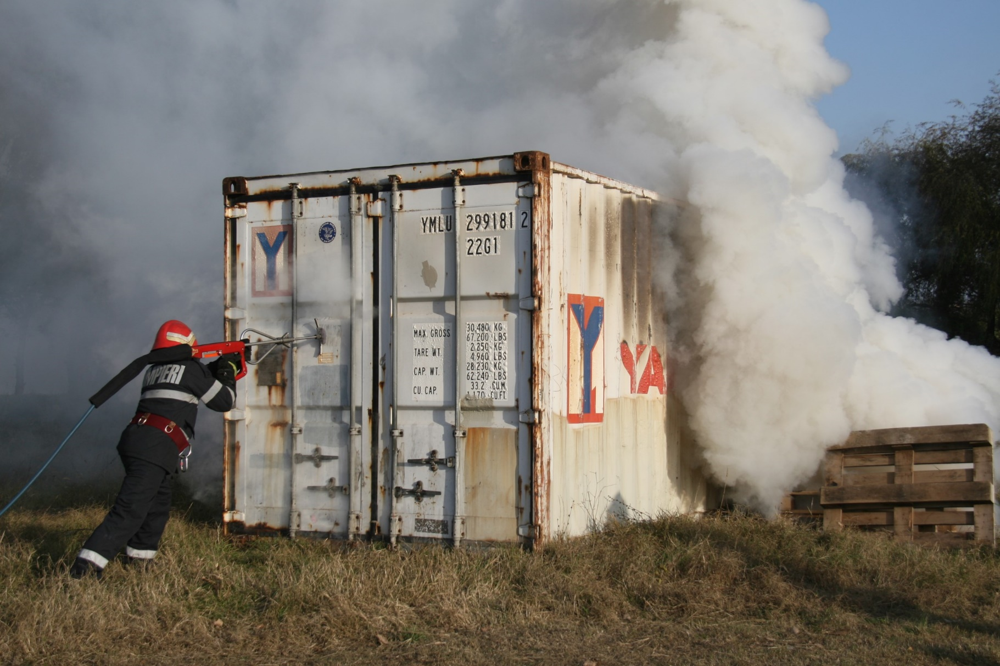 YMLU 299181 2
22G1
Y
MAX. GROSS 30,480 KG
67,200 LBS
TARE WT. 2,250 KG
4,960 LBS
CAP. WT. 28,230 KG
62,240 LBS
CU. CAP. 33.2 CU.M
1,170 CU.FT.
Y
YA
MPIERI